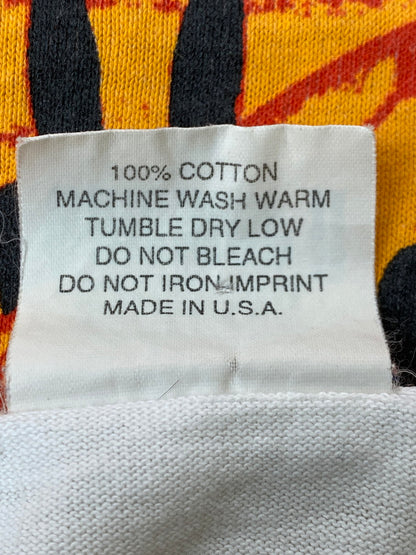 100% COTTON
MACHINE WASH WARM
TUMBLE DRY LOW
DO NOT BLEACH
DO NOT IRON IMPRINT
MADE IN U.S.A.